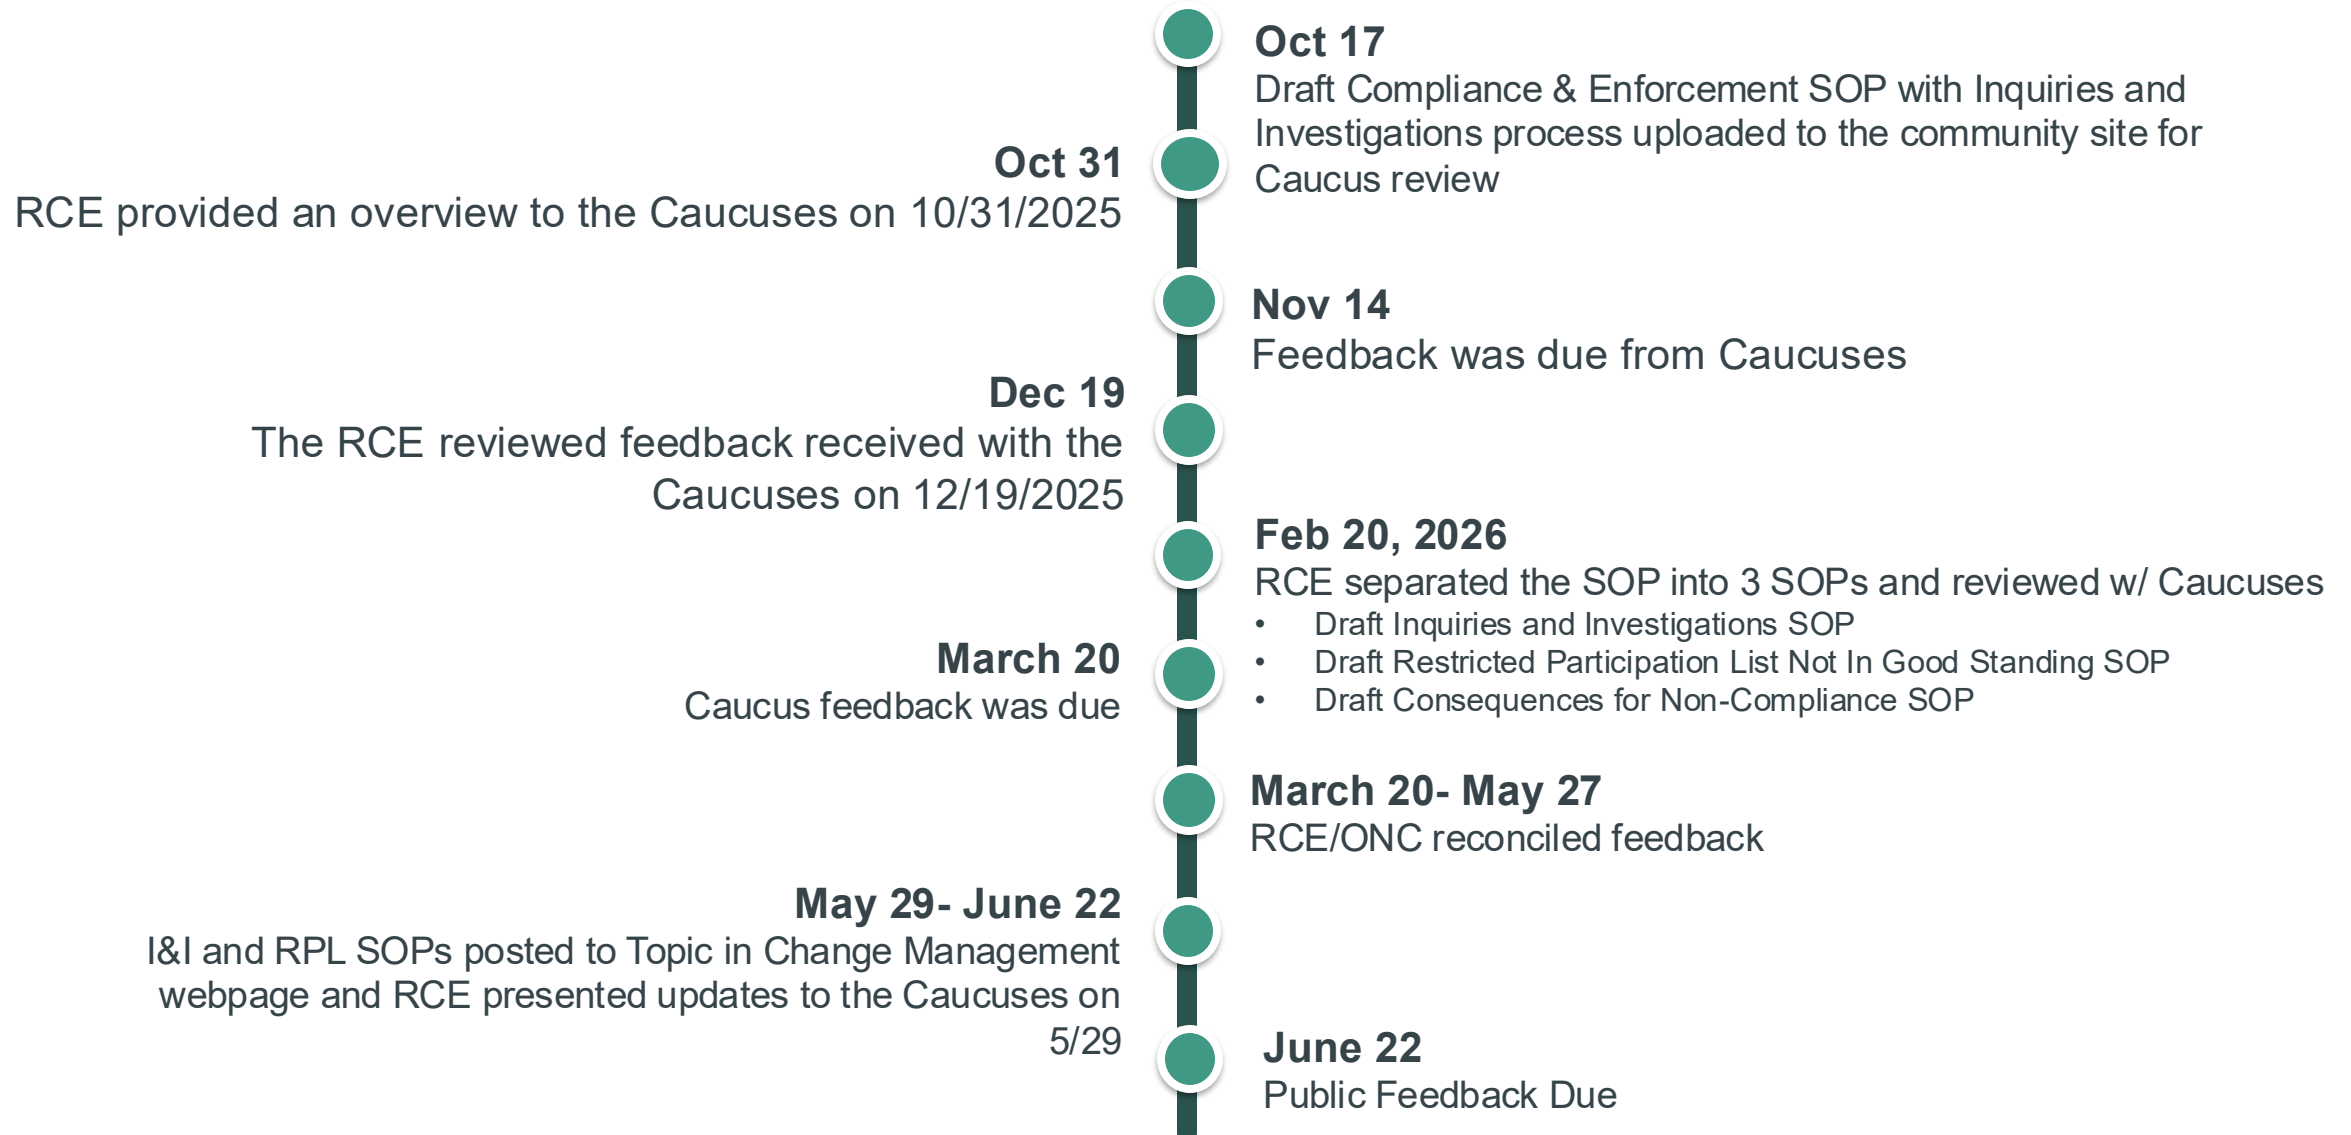 Oct 17
Draft Compliance & Enforcement SOP with Inquiries and
Investigations process uploaded to the community site for
Caucus review
Oct 31
RCE provided an overview to the Caucuses on 10/31/2025
Nov 14
Feedback was due from Caucuses
Dec 19
The RCE reviewed feedback received with the
Caucuses on 12/19/2025
Feb 20, 2026
RCE separated the SOP into 3 SOPs and reviewed w/ Caucuses
• Draft Inquiries and Investigations SOP
• Draft Restricted Participation List Not In Good Standing SOP
• Draft Consequences for Non-Compliance SOP
March 20
Caucus feedback was due
March 20- May 27
RCE/ONC reconciled feedback
May 29- June 22
I&I and RPL SOPs posted to Topic in Change Management
webpage and RCE presented updates to the Caucuses on
5/29
June 22
Public Feedback Due